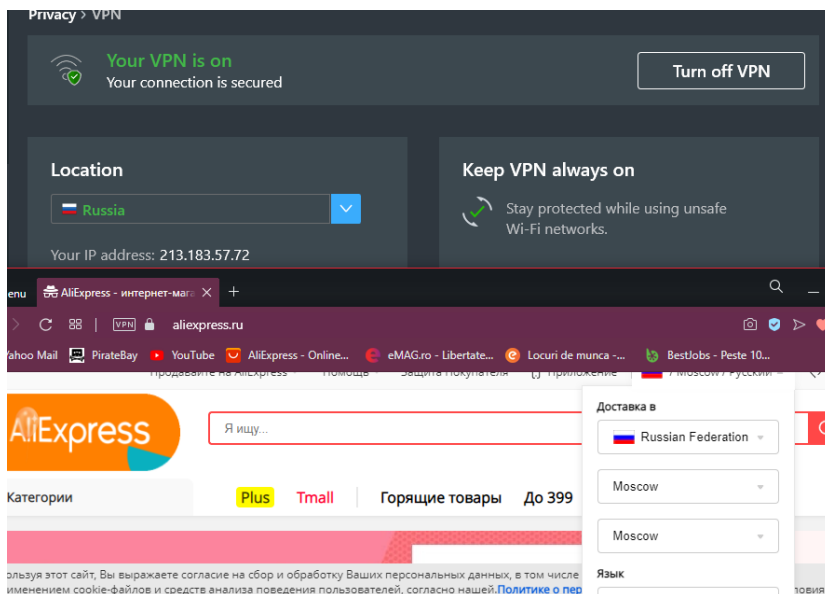 Privacy > VPN
Your VPN is on
Your connection is secured
Turn off VPN
Location
Russia
Your IP address: 213.183.57.72
Keep VPN always on
Stay protected while using unsafe
Wi-Fi networks.
enu
AliExpress - интернет-мага
VPN
aliexpress.ru
Yahoo Mail
PirateBay
YouTube
AliExpress - Online...
eMAG.ro - Libertate...
Locuri de munca -...
BestJobs - Peste 10...
Продавайте на AliExpress
Помощь
Защита покупателя
Приложение
/ Moscow / Русский
AliExpress
Я ищу...
Категории
Plus
Tmall
Горящие товары
До 399
Доставка в
Russian Federation
Moscow
Moscow
Язык
ользуя этот сайт, Вы выражаете согласие на сбор и обработку Ваших персональных данных, в том числе
именением cookie-файлов и средств анализа поведения пользователей, согласно нашей.Политике о пер
овия